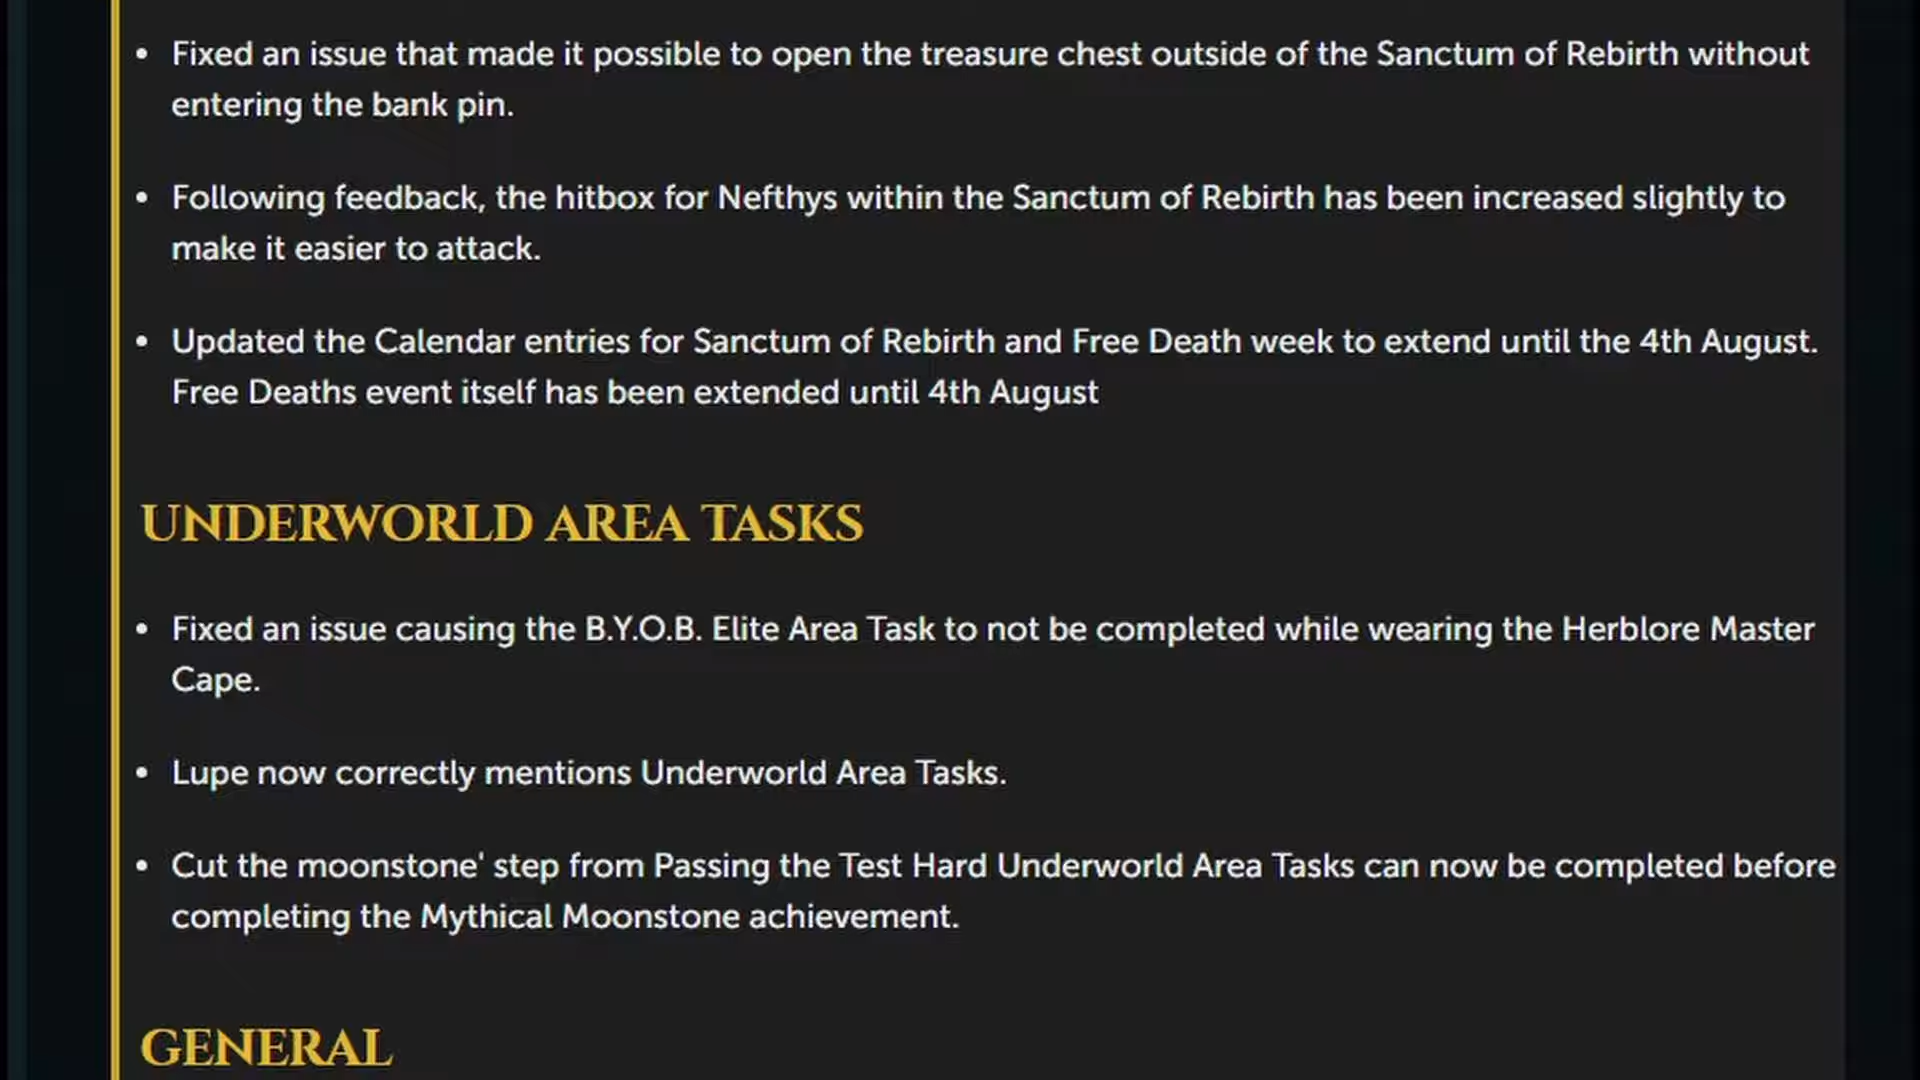 • Fixed an issue that made it possible to open the treasure chest outside of the Sanctum of Rebirth without
entering the bank pin.
• Following feedback, the hitbox for Nefthys within the Sanctum of Rebirth has been increased slightly to
make it easier to attack.
• Updated the Calendar entries for Sanctum of Rebirth and Free Death week to extend until the 4th August.
Free Deaths event itself has been extended until 4th August
UNDERWORLD AREA TASKS
• Fixed an issue causing the B.Y.O.B. Elite Area Task to not be completed while wearing the Herblore Master
Cape.
• Lupe now correctly mentions Underworld Area Tasks.
• Cut the moonstone' step from Passing the Test Hard Underworld Area Tasks can now be completed before
completing the Mythical Moonstone achievement.
GENERAL